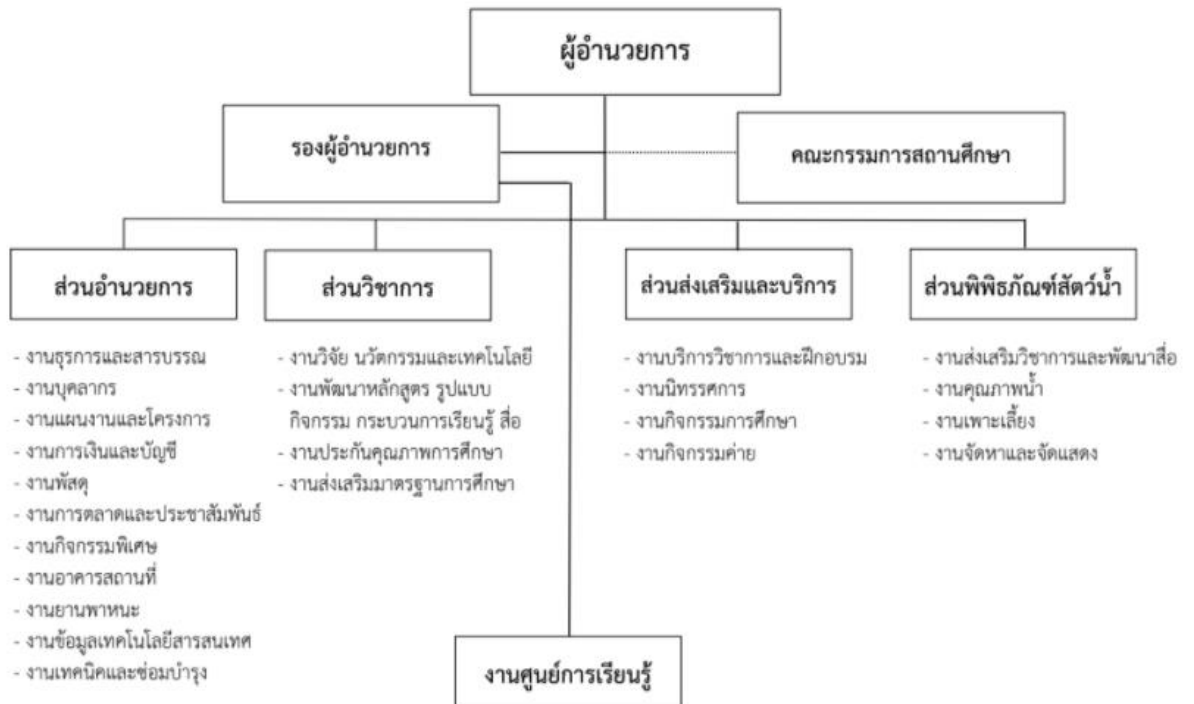 ผู้อำนวยการ
รองผู้อำนวยการ
คณะกรรมการสถานศึกษา
ส่วนอำนวยการ
- งานธุรการและสารบรรณ
- งานบุคลากร
- งานแผนงานและโครงการ
- งานการเงินและบัญชี
- งานพัสดุ
- งานการตลาดและประชาสัมพันธ์
- งานกิจกรรมพิเศษ
- งานอาคารสถานที่
- งานยานพาหนะ
- งานข้อมูลเทคโนโลยีสารสนเทศ
- งานเทคนิคและซ่อมบำรุง
ส่วนวิชาการ
- งานวิจัย นวัตกรรมและเทคโนโลยี
- งานพัฒนาหลักสูตร รูปแบบ
กิจกรรม กระบวนการเรียนรู้ สื่อ
- งานประกันคุณภาพการศึกษา
- งานส่งเสริมมาตรฐานการศึกษา
ส่วนส่งเสริมและบริการ
- งานบริการวิชาการและฝึกอบรม
- งานนิทรรศการ
- งานกิจกรรมการศึกษา
- งานกิจกรรมค่าย
ส่วนพิพิธภัณฑ์สัตว์น้ำ
- งานส่งเสริมวิชาการและพัฒนาสื่อ
- งานคุณภาพน้ำ
- งานเพาะเลี้ยง
- งานจัดหาและจัดแสดง
งานศูนย์การเรียนรู้